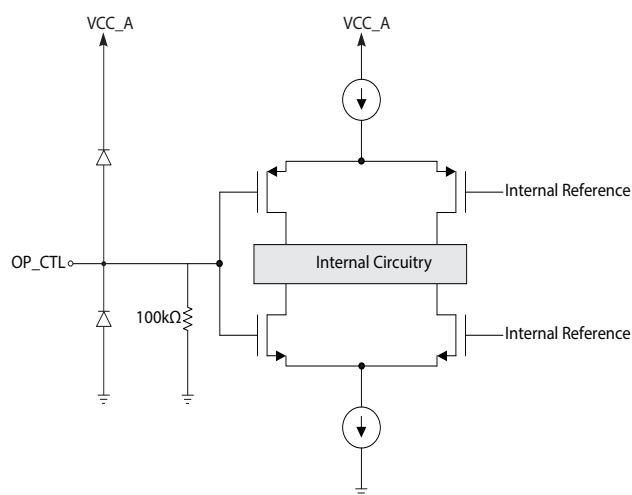 VCC_A
VCC_A
Internal Reference
OP_CTL
Internal Circuitry
100kΩ
Internal Reference